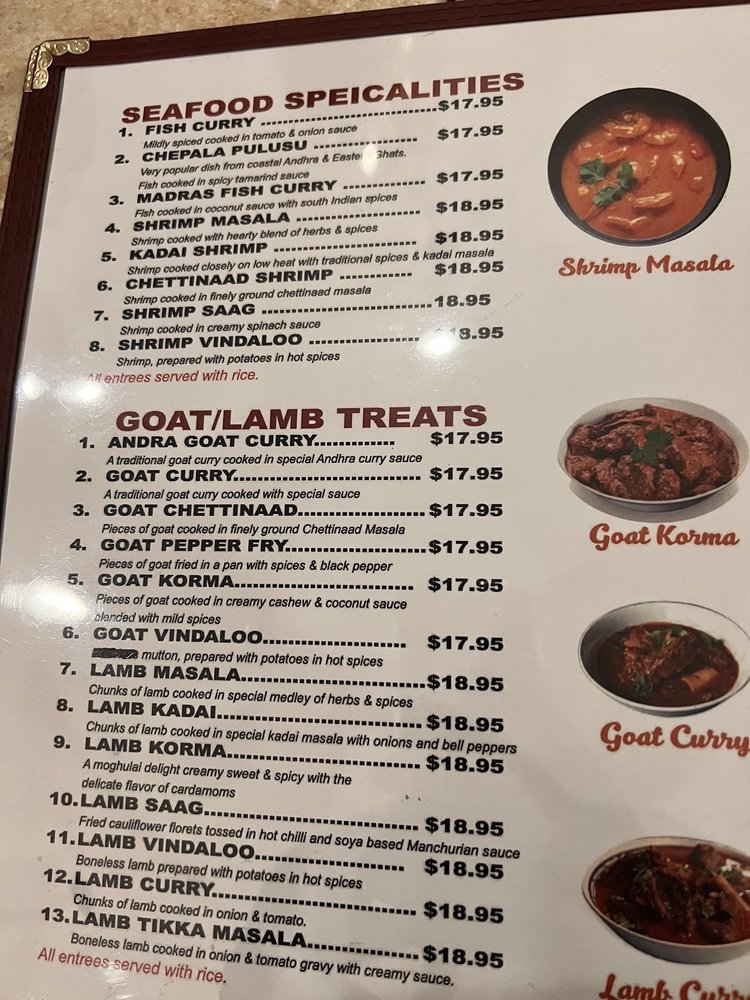 SEAFOOD SPEICALITIES
1. FISH CURRY ....................................$17.95
Mildly spiced cooked in tomato & onion sauce
2. CHEPALA PULUSU ..................... $17.95
Very popular dish from coastal Andhra & Eastern Ghats.
Fish cooked in spicy tamarind sauce
3. MADRAS FISH CURRY ................ $17.95
Fish cooked in coconut sauce with south Indian spices
4. SHRIMP MASALA ........................ $18.95
Shrimp cooked with hearty blend of herbs & spices
5. KADAI SHRIMP ............................ $18.95
Shrimp cooked closely on low heat with traditional spices & kadai masala
6. CHETTINAAD SHRIMP .............. $18.95
Shrimp cooked in finely ground chettinaad masala
7. SHRIMP SAAG .................................18.95
Shrimp cooked in creamy spinach sauce
8. SHRIMP VINDALOO ...................... 18.95
Shrimp, prepared with potatoes in hot spices
All entrees served with rice.
Shrimp Masala
GOAT/LAMB TREATS
1. ANDRA GOAT CURRY............. $17.95
A traditional goat curry cooked in special Andhra curry sauce
2. GOAT CURRY............................. $17.95
A traditional goat curry cooked with special sauce
3. GOAT CHETTINAAD.....................$17.95
Pieces of goat cooked in finely ground Chettinaad Masala
4. GOAT PEPPER FRY.......................$17.95
Pieces of goat fried in a pan with spices & black pepper
5. GOAT KORMA............................. $17.95
Pieces of goat cooked in creamy cashew & coconut sauce
blended with mild spices
6. GOAT VINDALOO....................... $17.95
mutton, prepared with potatoes in hot spices
7. LAMB MASALA..............................$18.95
Chunks of lamb cooked in special medley of herbs & spices
8. LAMB KADAI................................. $18.95
Chunks of lamb cooked in special kadai masala with onions and bell peppers
9. LAMB KORMA............................... $18.95
A moghulai delight creamy sweet & spicy with the
delicate flavor of cardamoms
10. LAMB SAAG.................................. $18.95
Fried cauliflower florets tossed in hot chilli and soya based Manchurian sauce
11. LAMB VINDALOO........................ $18.95
Boneless lamb prepared with potatoes in hot spices
12. LAMB CURRY................................ $18.95
Chunks of lamb cooked in onion & tomato.
13. LAMB TIKKA MASALA..................$18.95
Boneless lamb cooked in onion & tomato gravy with creamy sauce.
All entrees served with rice.
Goat Korma
Goat Curry
Lamb Curry